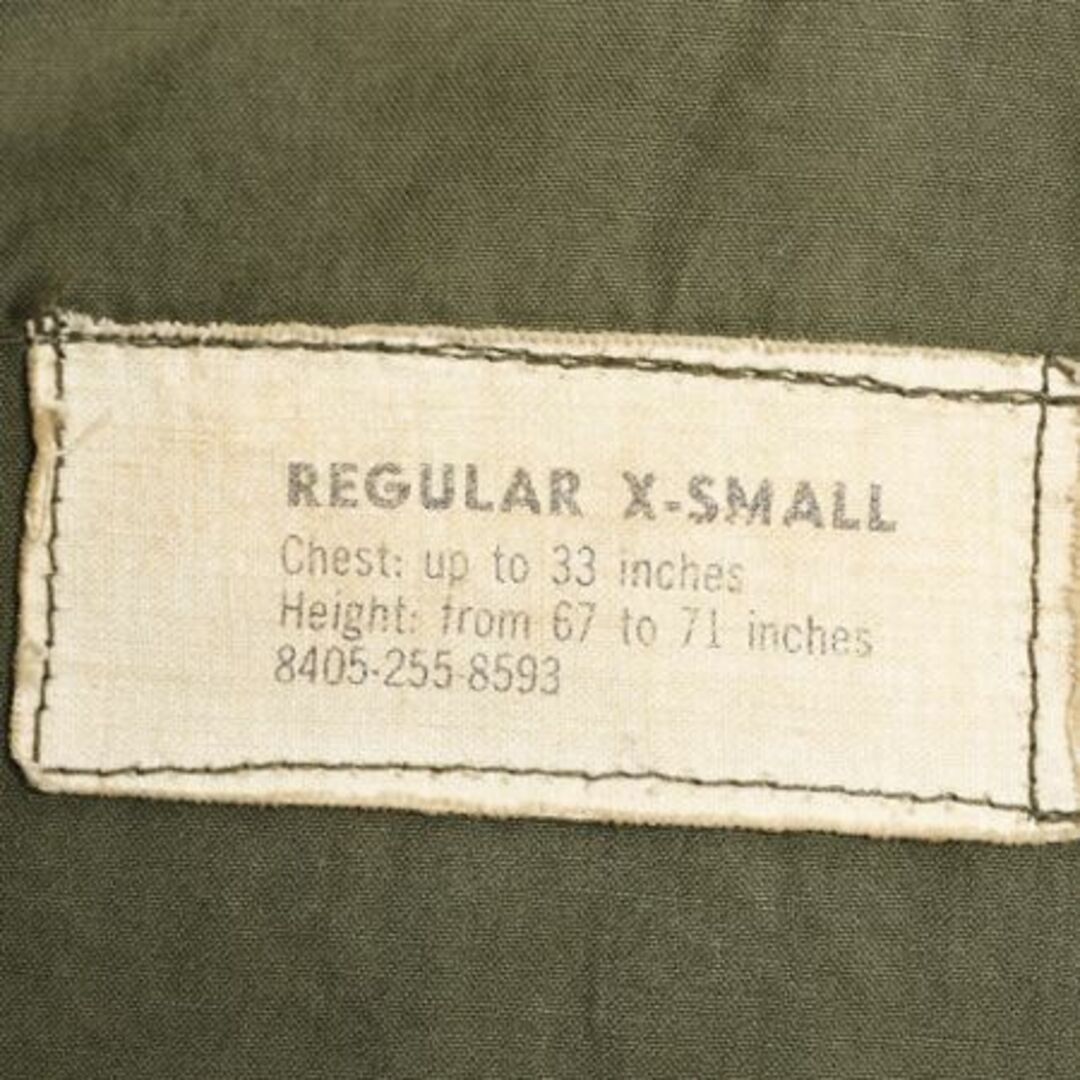 REGULAR X-SMALL
Chest: up to 33 inches
Height: from 67 to 71 inches
8405-255-8593